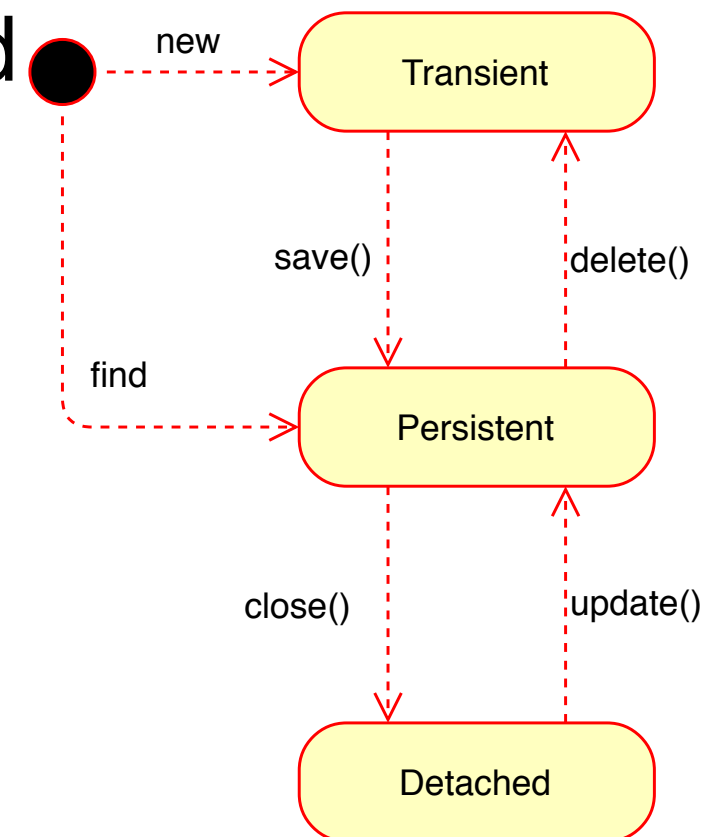 d
new
Transient
save()
delete()
find
Persistent
close()
update()
Detached